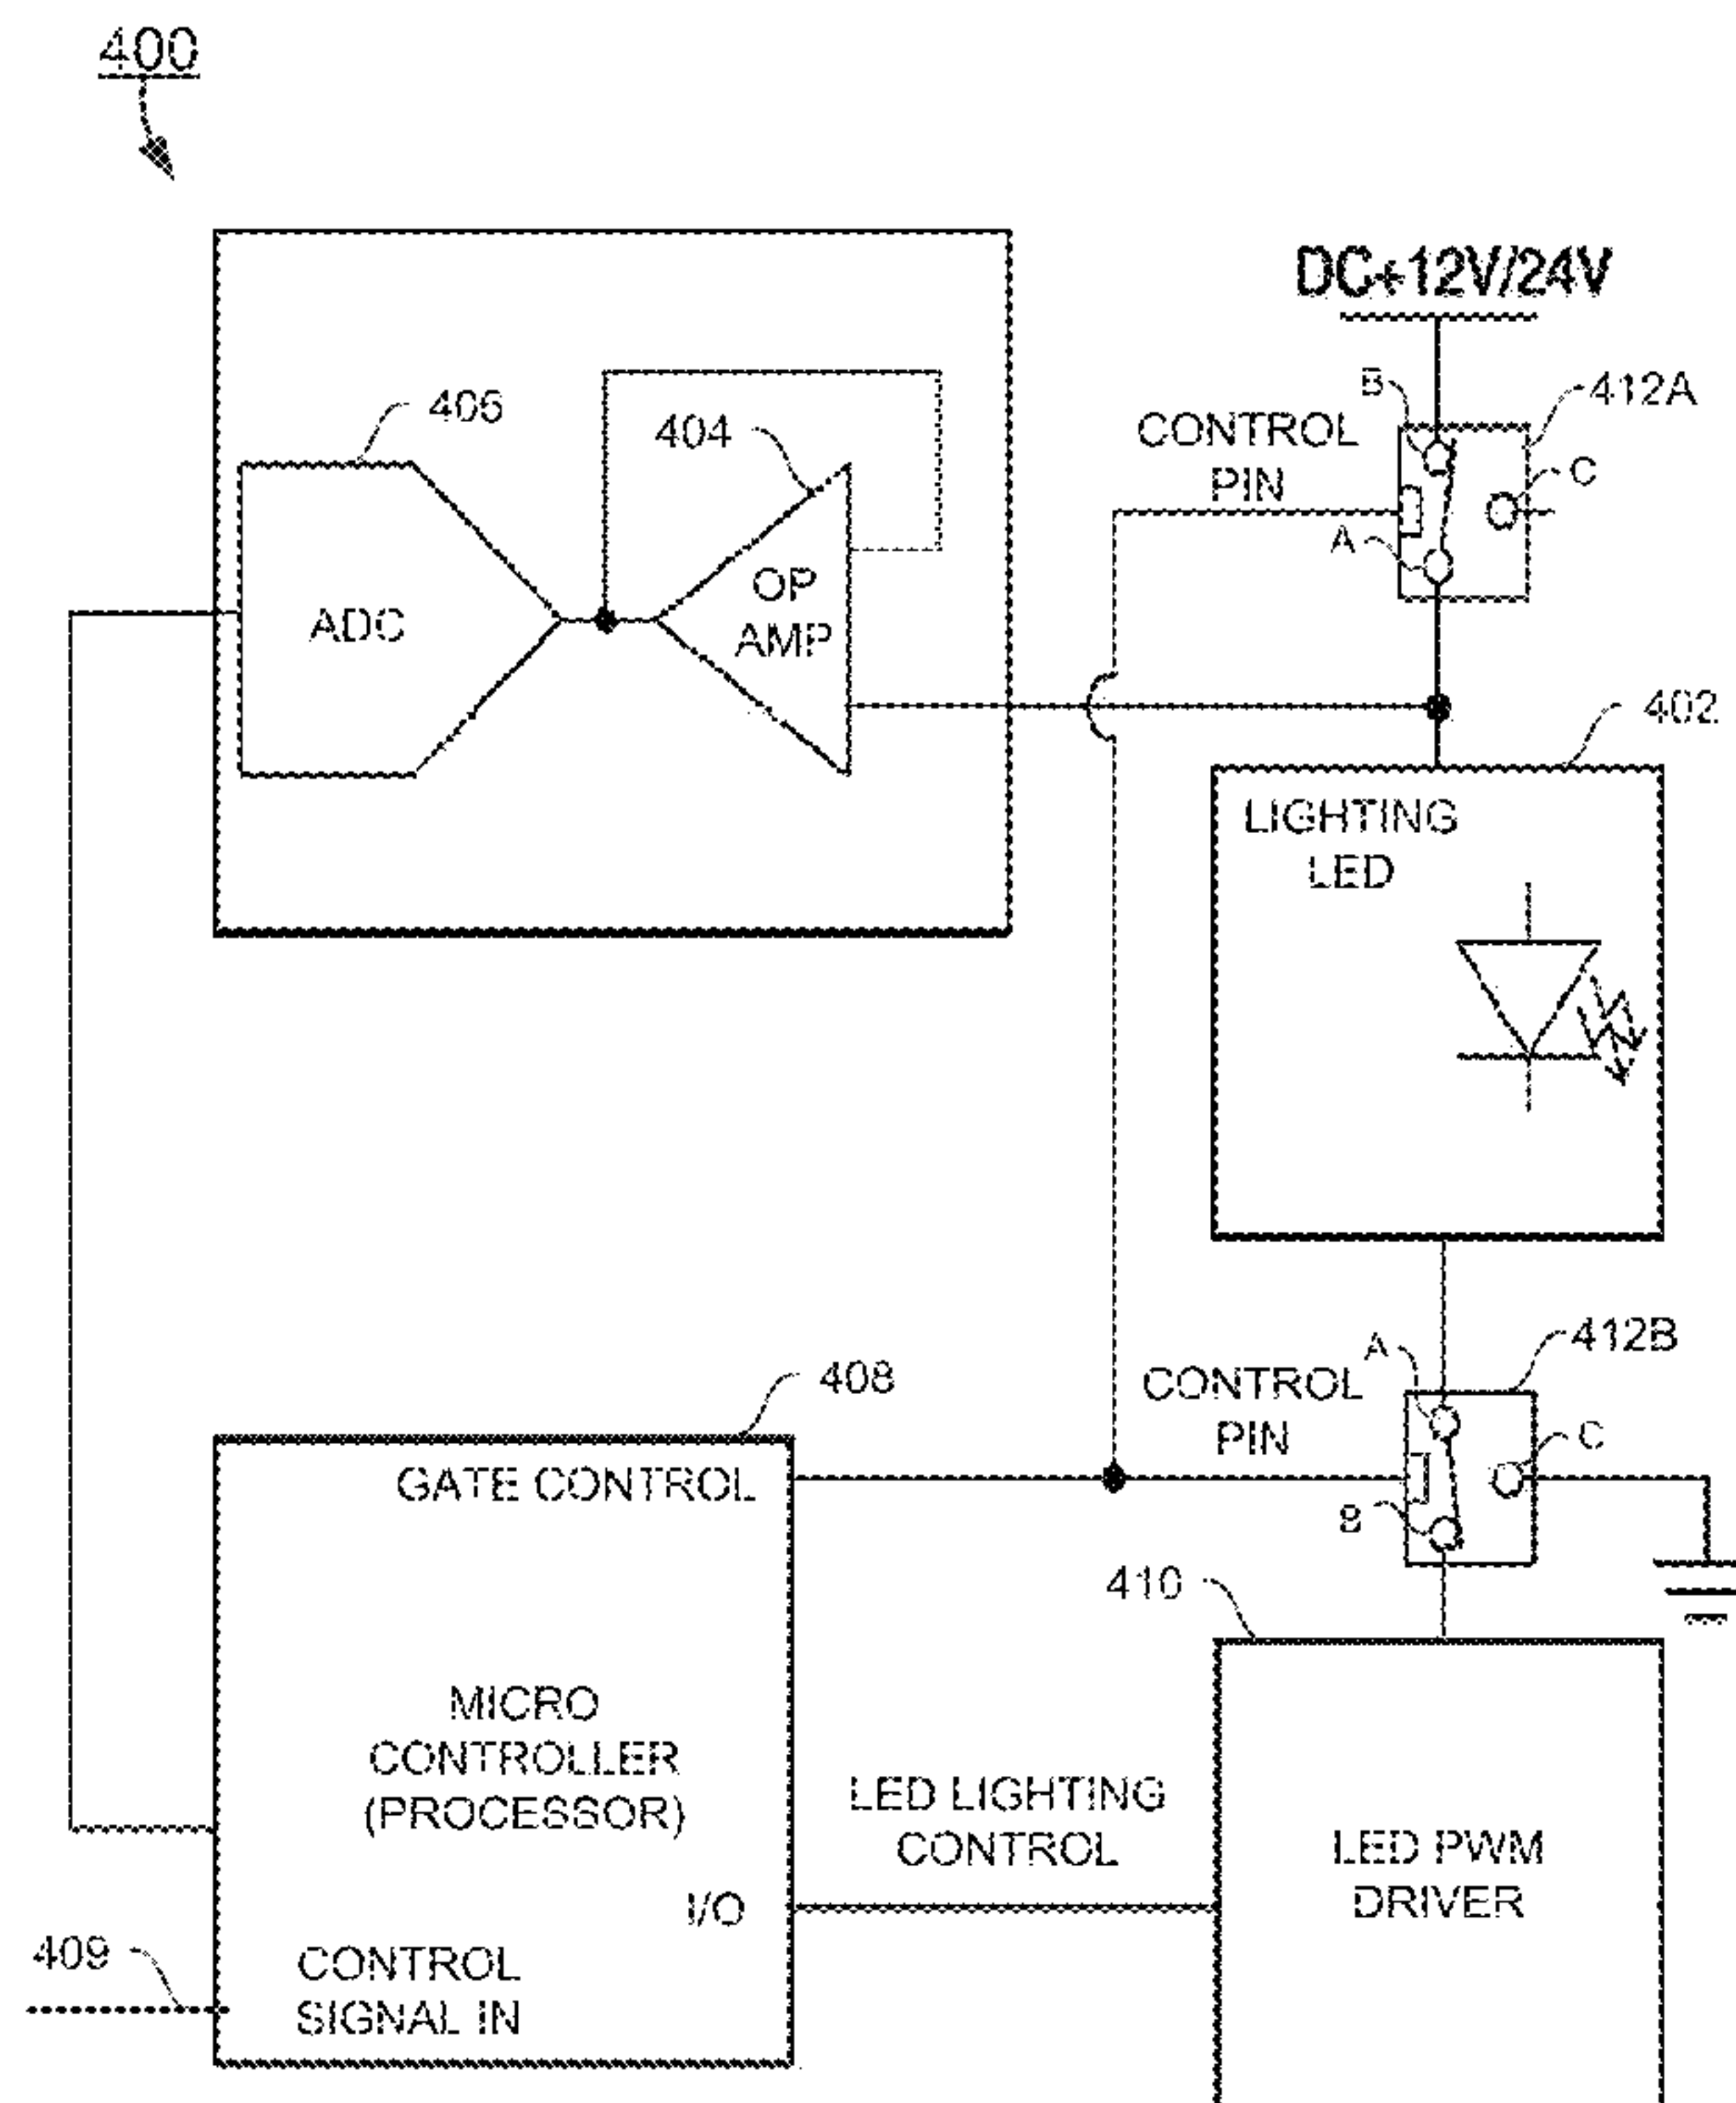 400
DC+12V/24V
406
404
B
412A
CONTROL
PIN
C
A
OP
AMP
ADC
402
LIGHTING
LED
412B
A
408
CONTROL
PIN
C
GATE CONTROL
B
410
MICRO
CONTROLLER
(PROCESSOR)
LED LIGHTING
CONTROL
LED PWM
DRIVER
I/O
409
CONTROL
SIGNAL IN